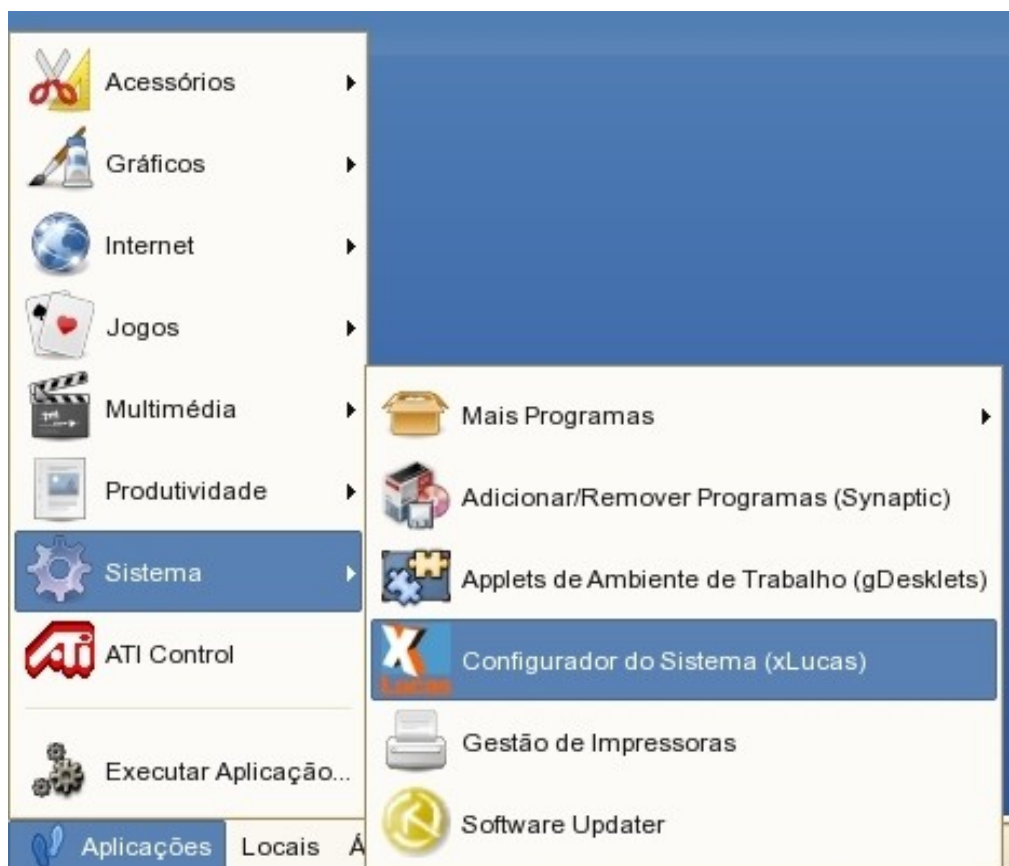 Acessórios
Gráficos
Internet
Jogos
Multimédia
Produtividade
Sistema
ATI Control
Executar Aplicação...
Aplicações Locais Á
Mais Programas
Adicionar/Remover Programas (Synaptic)
Applets de Ambiente de Trabalho (gDesklets)
X Lucas
Configurador do Sistema (xLucas)
Gestão de Impressoras
Software Updater